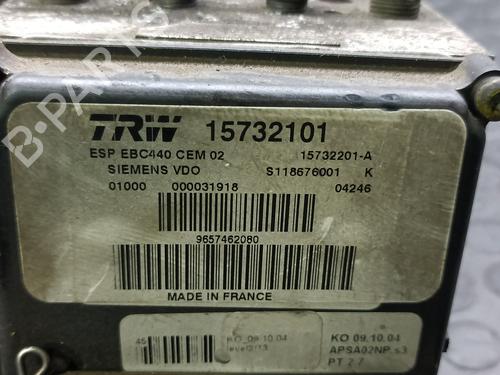 TRW 15732101
ESP EBC440 CEM 02 15732201-A
SIEMENS VDO S118676001 K
01000 000031918 04246
9657462080
MADE IN FRANCE
KO 09.10.04
APSA02NP.s3
PT 2.7
B-PARTS